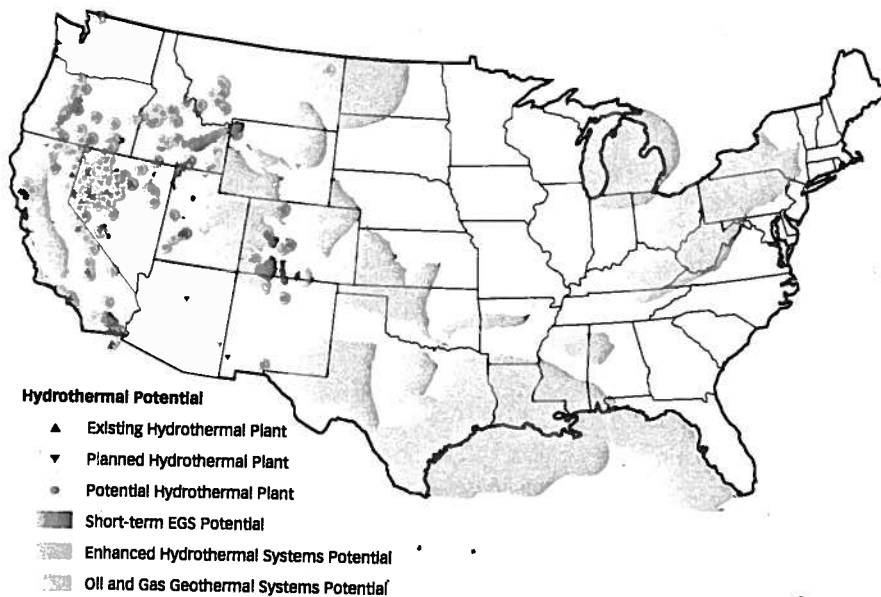 Hydrothermal Potential
Existing Hydrothermal Plant
Planned Hydrothermal Plant
Potential Hydrothermal Plant
Short-term EGS Potential
Enhanced Hydrothermal Systems Potential
Oil and Gas Geothermal Systems Potential